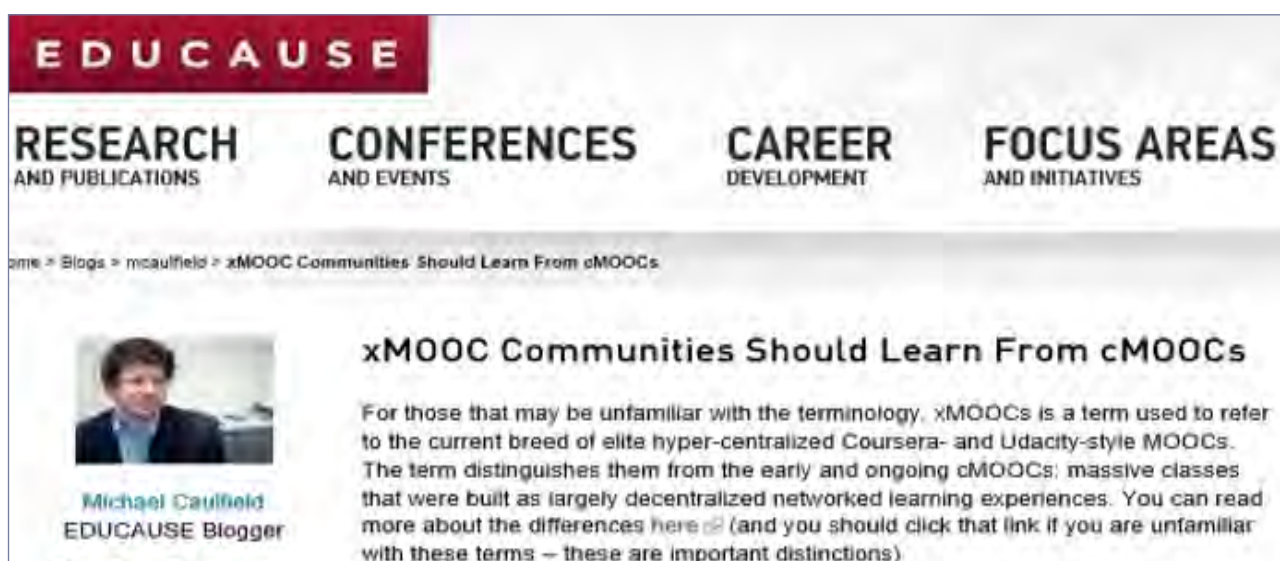 EDUCAUSE
RESEARCH
AND PUBLICATIONS
CONFERENCES
AND EVENTS
CAREER
DEVELOPMENT
FOCUS AREAS
AND INITIATIVES
ome > Blogs > mcaulfield > xMOOC Communities Should Learn From cMOOCs
xMOOC Communities Should Learn From cMOOCs
For those that may be unfamiliar with the terminology, xMOOCs is a term used to refer
to the current breed of elite hyper-centralized Coursera- and Udacity-style MOOCs.
The term distinguishes them from the early and ongoing cMOOCs: massive classes
that were built as largely decentralized networked learning experiences. You can read
more about the differences here (and you should click that link if you are unfamiliar
with these terms – these are important distinctions)
Michael Caulfield
EDUCAUSE Blogger